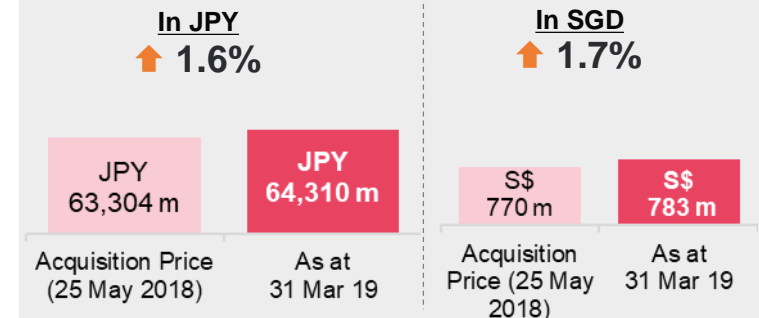 In JPY
1.6%
JPY
63,304 m
JPY
64,310 m
Acquisition Price
(25 May 2018)
As at
31 Mar 19
In SGD
1.7%
S$
770 m
S$
783 m
Acquisition
Price (25 May
2018)
As at
31 Mar 19